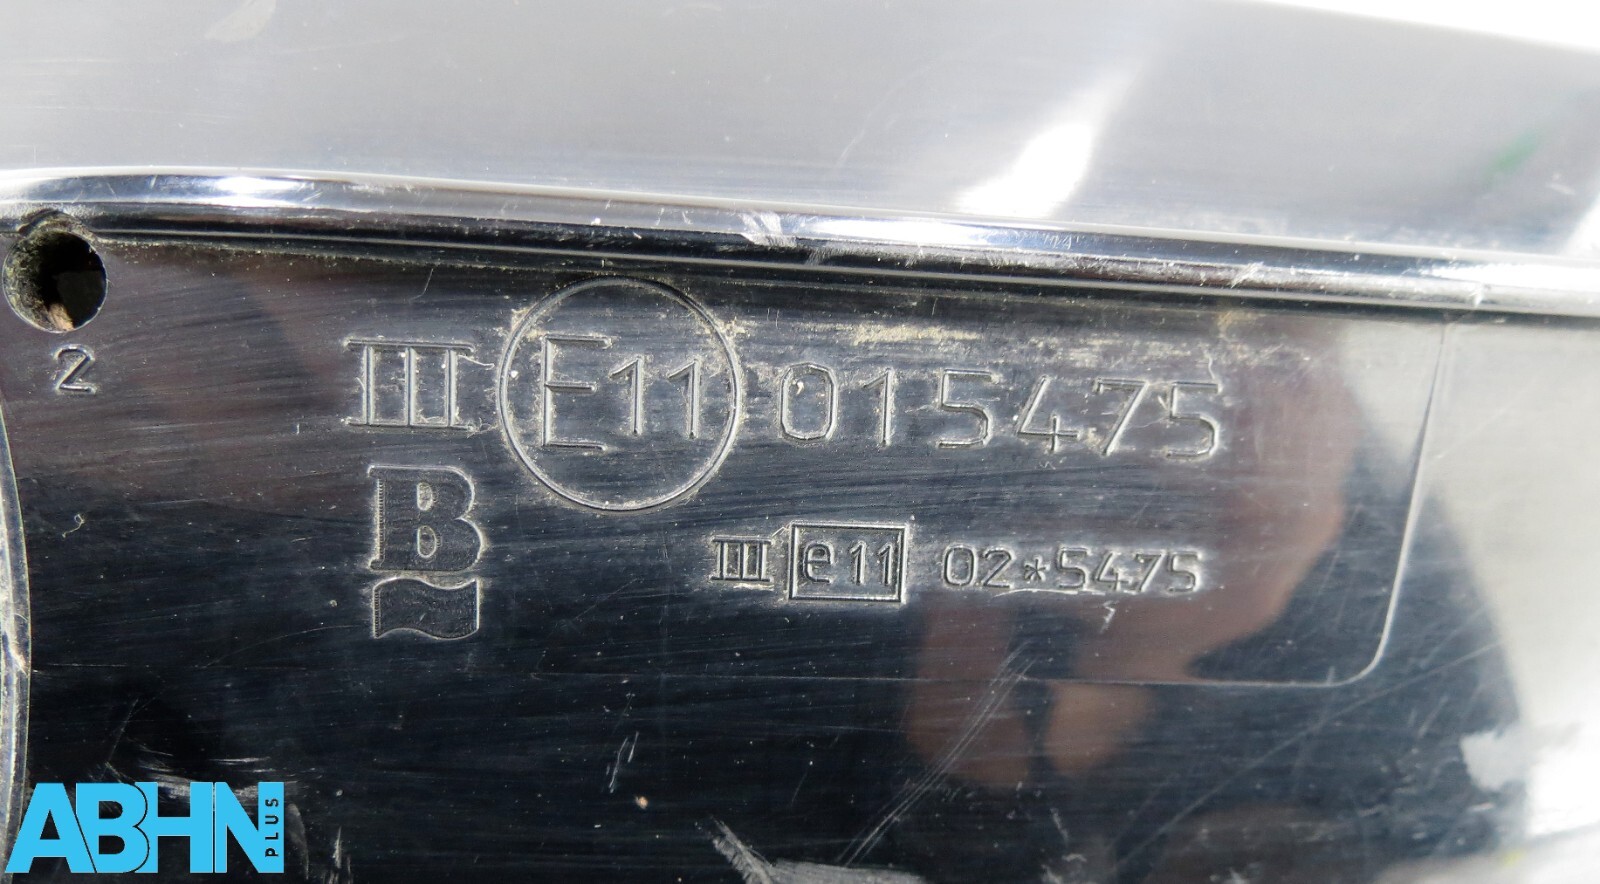 2
III E11 015475
B
III e11 02*5475
ABHN PLUS